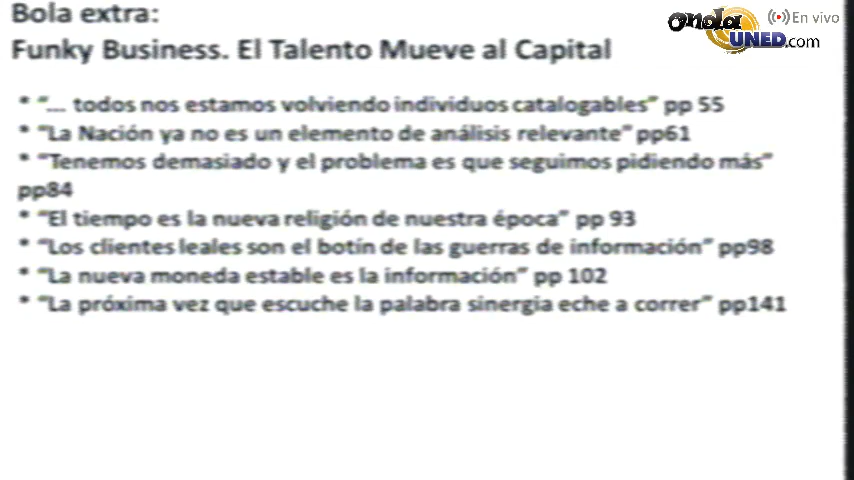 Bola extra:
Funky Business. El Talento Mueve al Capital
* "... todos nos estamos volviendo individuos catalogables" pp 55
* "La Nación ya no es un elemento de análisis relevante" pp61
* "Tenemos demasiado y el problema es que seguimos pidiendo más"
pp84
* "El tiempo es la nueva religión de nuestra época" pp 93
* "Los clientes leales son el botín de las guerras de información" pp98
* "La nueva moneda estable es la información" pp 102
* "La próxima vez que escuche la palabra sinergia eche a correr" pp141
onda
UNED.com
En vivo